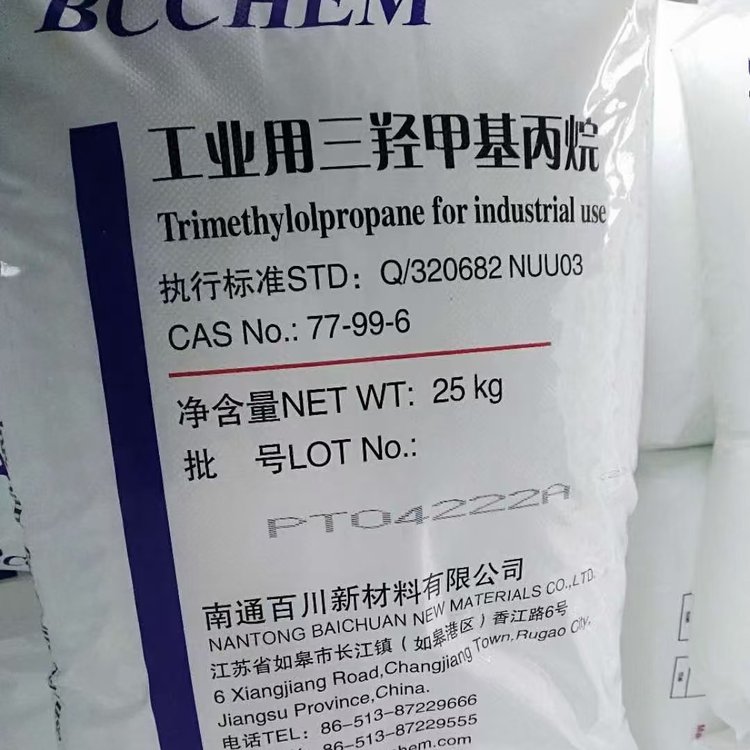 BCCHEM
工业用三羟甲基丙烷
Trimethylolpropane for industrial use
执行标准STD: Q/320682 NUU03
CAS No.: 77-99-6
净含量NET WT: 25 kg
批 号LOT No.:
PT04222A
南通百川新材料有限公司
NANTONG BAICHUAN NEW MATERIALS CO.,LTD.
江苏省如皋市长江镇(如皋港区)香江路6号
6 Xiangjiang Road,Changjiang Town,Rugao City,
Jiangsu Province,China.
电话TEL: 86-513-87229666
86-513-87229555